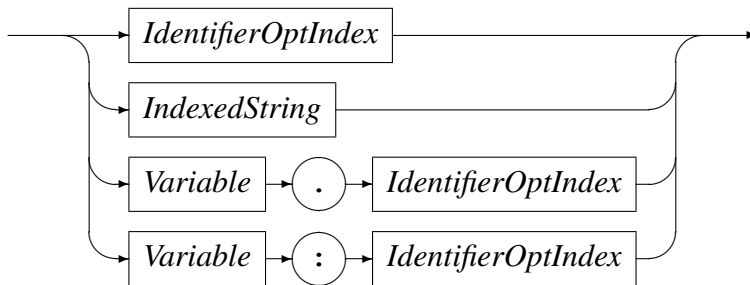 IdentifierOptIndex
IndexedString
Variable . IdentifierOptIndex
Variable : IdentifierOptIndex